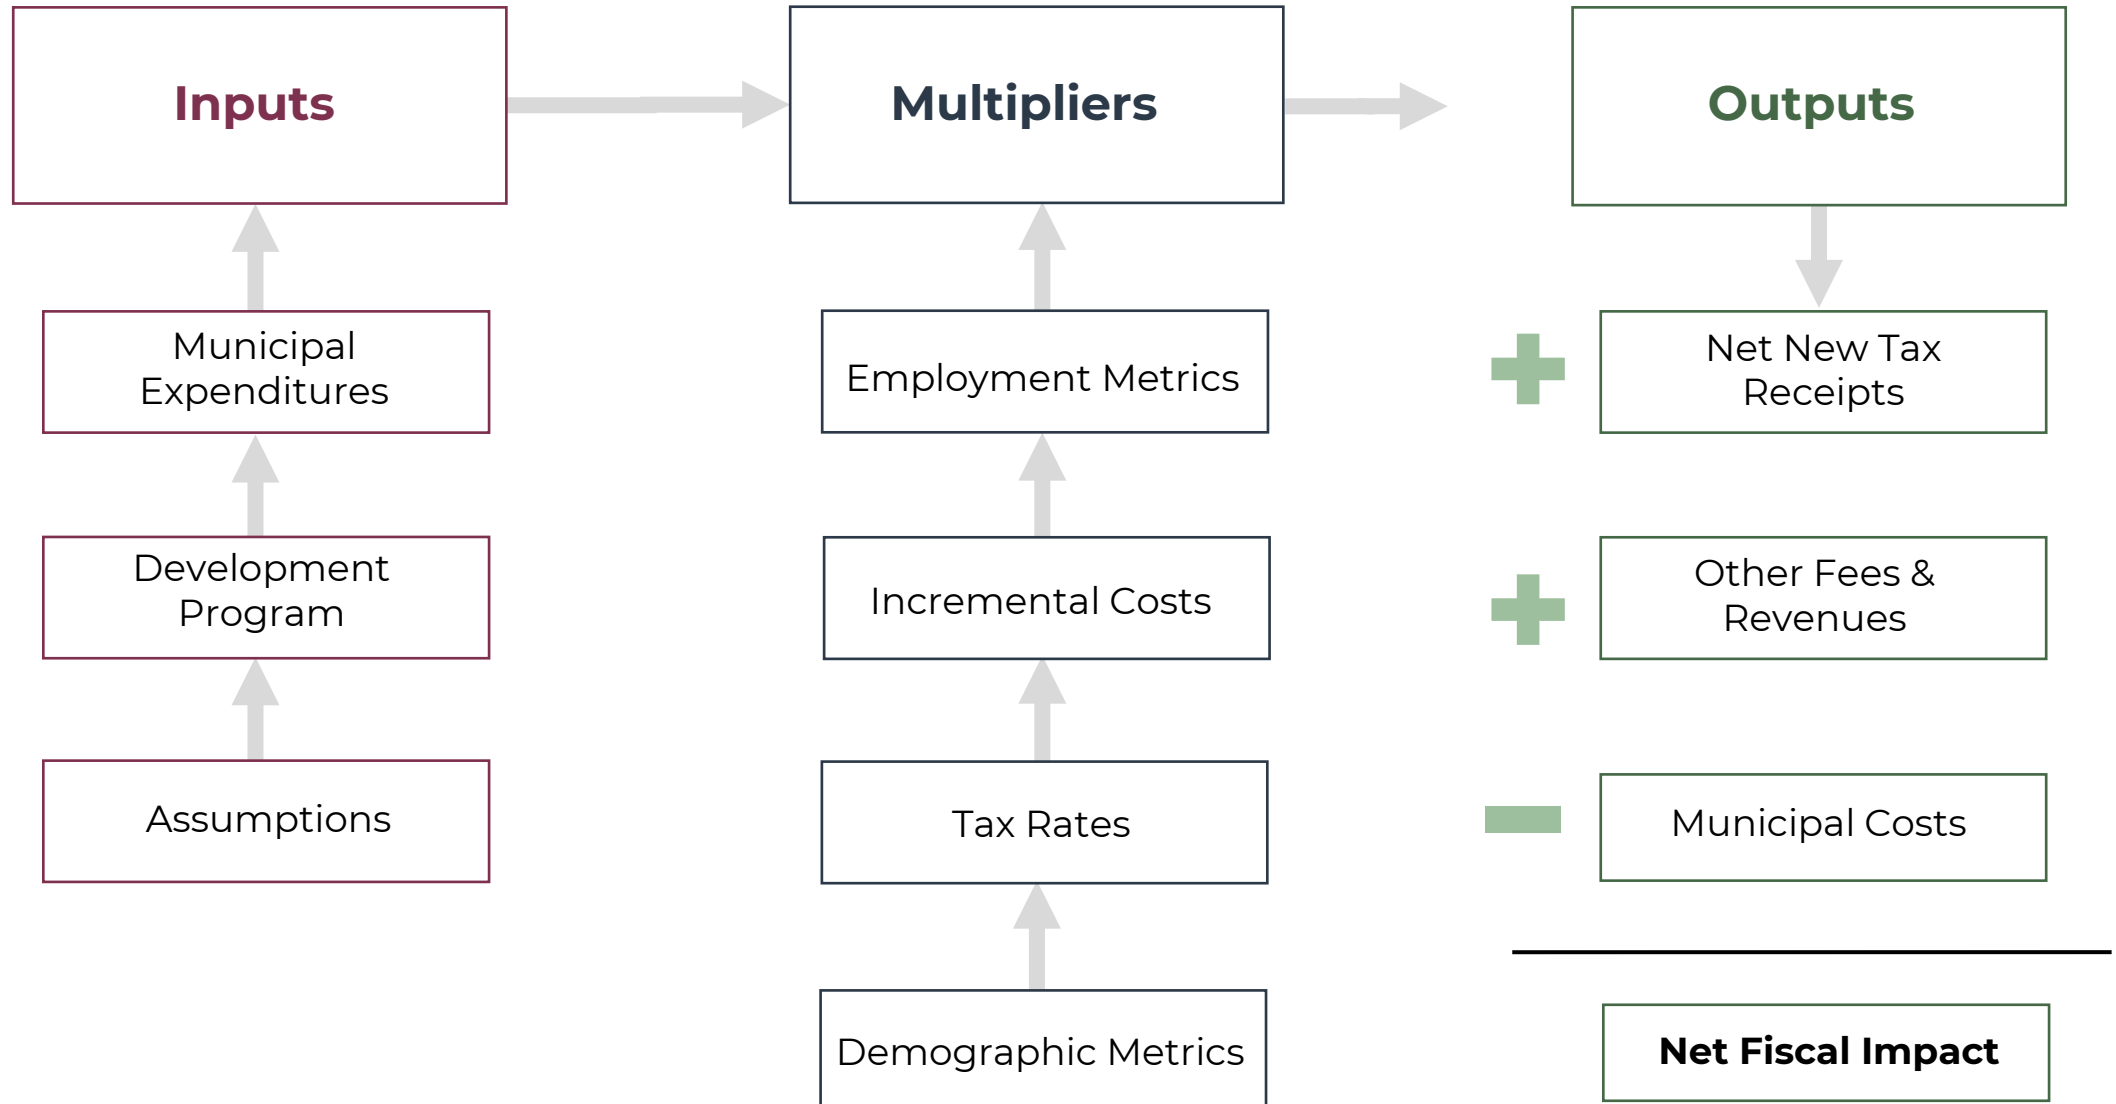 Inputs
Municipal
Expenditures
Development
Program
Assumptions
Multipliers
Employment Metrics
Incremental Costs
Tax Rates
Demographic Metrics
Outputs
Net New Tax
Receipts
Other Fees &
Revenues
Municipal Costs
Net Fiscal Impact